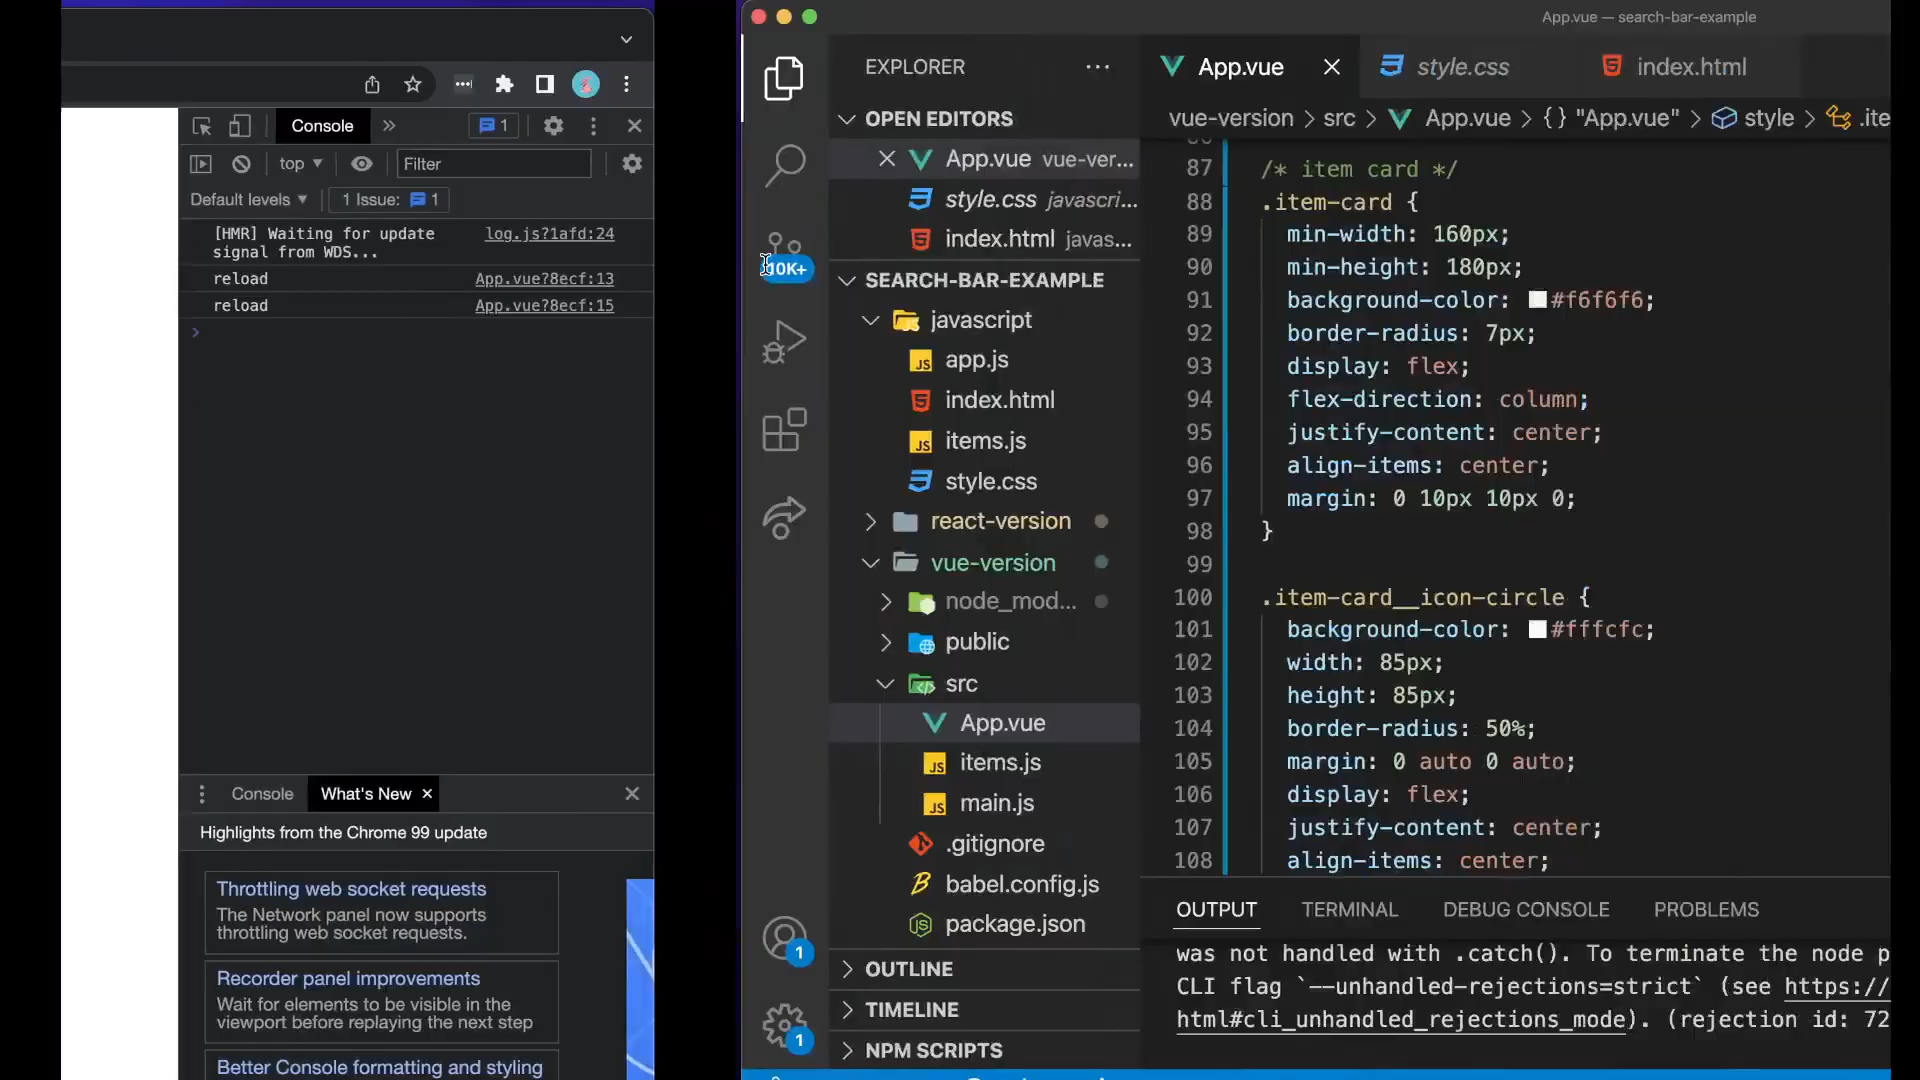 Console
1
top
Filter
Default levels
1 Issue: 1
[HMR] Waiting for update log.js?1afd:24
signal from WDS...
reload App.vue?8ecf:13
reload App.vue?8ecf:15
Console What's New
Highlights from the Chrome 99 update
Throttling web socket requests
The Network panel now supports
throttling web socket requests.
Recorder panel improvements
Wait for elements to be visible in the
viewport before replaying the next step
Better Console formatting and styling
App.vue — search-bar-example
10K+
1
1
EXPLORER
OPEN EDITORS
App.vue vue-ver...
style.css javascri...
index.html javas...
SEARCH-BAR-EXAMPLE
javascript
app.js
index.html
items.js
style.css
react-version
vue-version
node_mod...
public
src
App.vue
items.js
main.js
.gitignore
babel.config.js
package.json
OUTLINE
TIMELINE
NPM SCRIPTS
App.vue style.css index.html
vue-version > src > App.vue > {} "App.vue" > style > .ite
87 /* item card */
88 .item-card {
89 min-width: 160px;
90 min-height: 180px;
91 background-color: #f6f6f6;
92 border-radius: 7px;
93 display: flex;
94 flex-direction: column;
95 justify-content: center;
96 align-items: center;
97 margin: 0 10px 10px 0;
98 }
99
100 .item-card__icon-circle {
101 background-color: #fffcfc;
102 width: 85px;
103 height: 85px;
104 border-radius: 50%;
105 margin: 0 auto 0 auto;
106 display: flex;
107 justify-content: center;
108 align-items: center;
OUTPUT TERMINAL DEBUG CONSOLE PROBLEMS
was not handled with .catch(). To terminate the node p
CLI flag `--unhandled-rejections=strict` (see https://
html#cli_unhandled_rejections_mode). (rejection id: 72